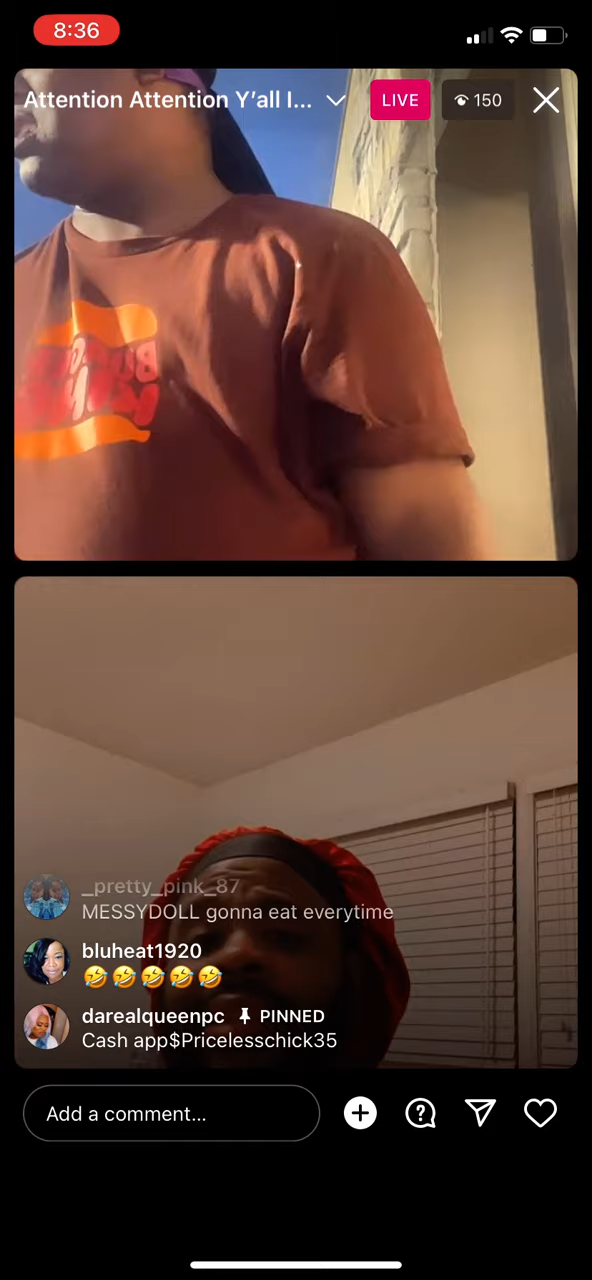 8:36
Attention Attention Y'all I...
LIVE
150
_pretty_pink_87
MESSYDOLL gonna eat everytime
bluheat1920
🤣🤣🤣🤣🤣
darealqueenpc PINNED
Cash app$Pricelesschick35
Add a comment...